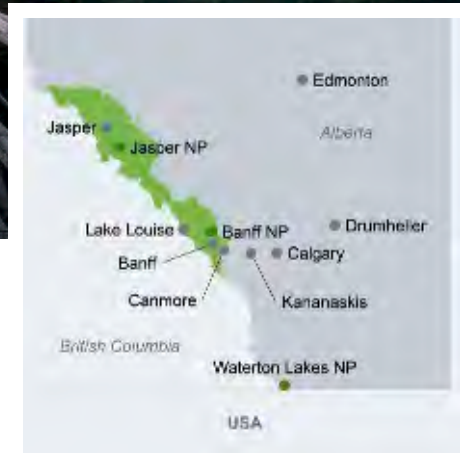 Edmonton
Alberta
Jasper
Jasper NP
Lake Louise
Banff NP
Drumheller
Banff
Calgary
Canmore
Kananaskis
British Columbia
Waterton Lakes NP
USA